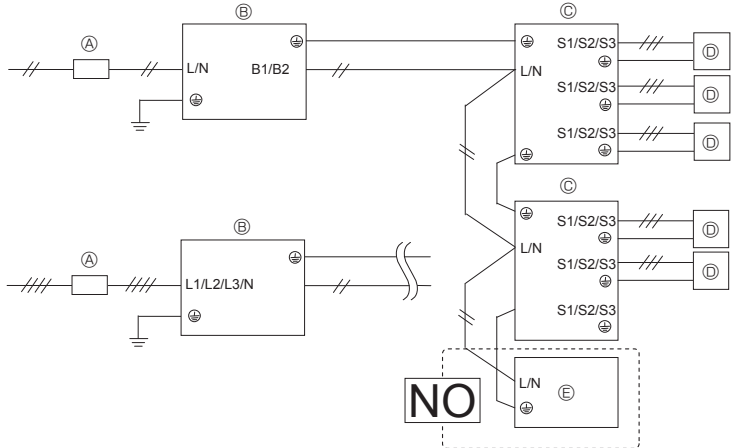 Ⓑ
Ⓐ
L/N
B1/B2
Ⓒ
L/N
S1/S2/S3
Ⓓ
S1/S2/S3
Ⓓ
S1/S2/S3
Ⓓ
Ⓒ
L/N
S1/S2/S3
Ⓓ
S1/S2/S3
Ⓓ
S1/S2/S3
Ⓑ
Ⓐ
L1/L2/L3/N
NO
L/N
Ⓔ